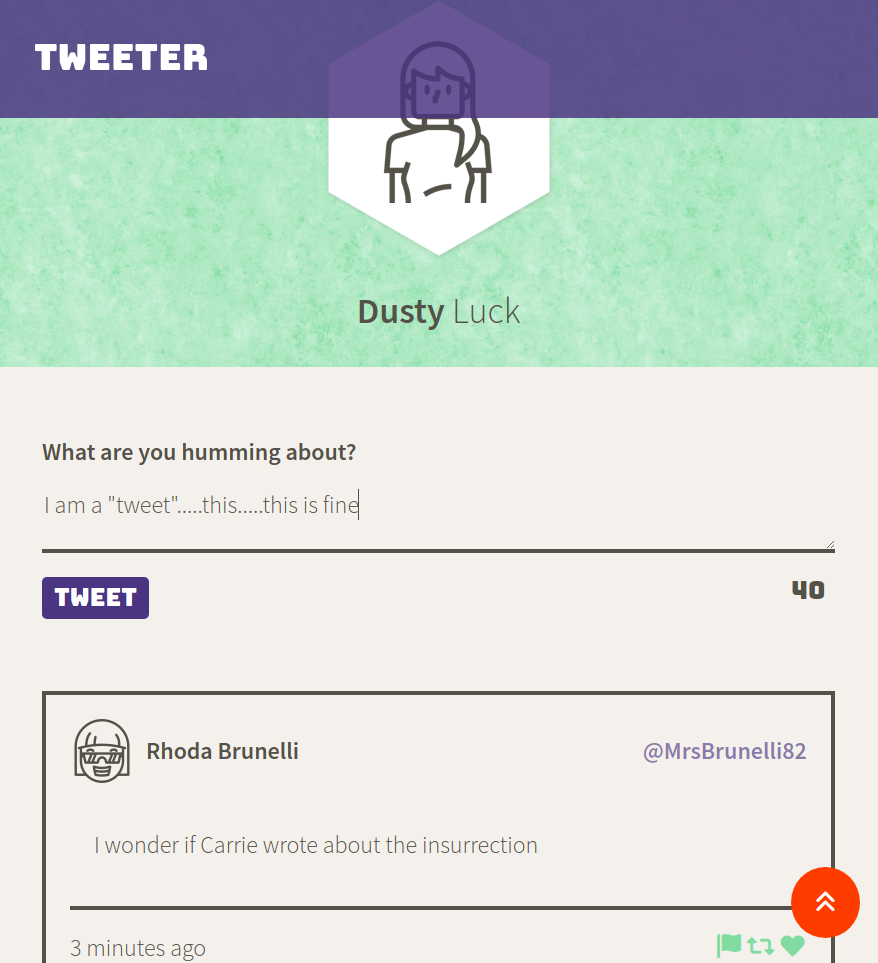 TWEETER
Dusty Luck
What are you humming about?
I am a "tweet".....this.....this is fine
TWEET
40
Rhoda Brunelli
@MrsBrunelli82
I wonder if Carrie wrote about the insurrection
3 minutes ago